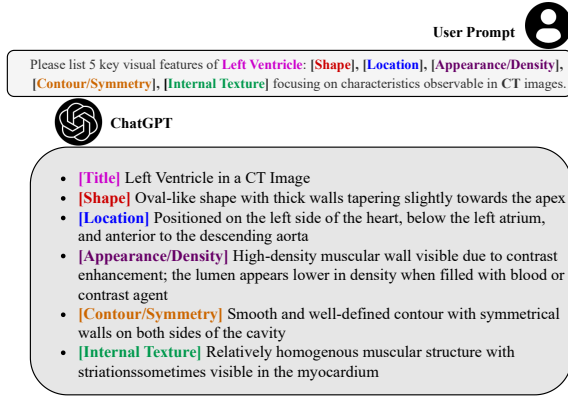 User Prompt
Please list 5 key visual features of Left Ventricle: [Shape], [Location], [Appearance/Density],
[Contour/Symmetry], [Internal Texture] focusing on characteristics observable in CT images.
ChatGPT
• [Title] Left Ventricle in a CT Image
• [Shape] Oval-like shape with thick walls tapering slightly towards the apex
• [Location] Positioned on the left side of the heart, below the left atrium,
and anterior to the descending aorta
• [Appearance/Density] High-density muscular wall visible due to contrast
enhancement; the lumen appears lower in density when filled with blood or
contrast agent
• [Contour/Symmetry] Smooth and well-defined contour with symmetrical
walls on both sides of the cavity
• [Internal Texture] Relatively homogenous muscular structure with
striationssometimes visible in the myocardium